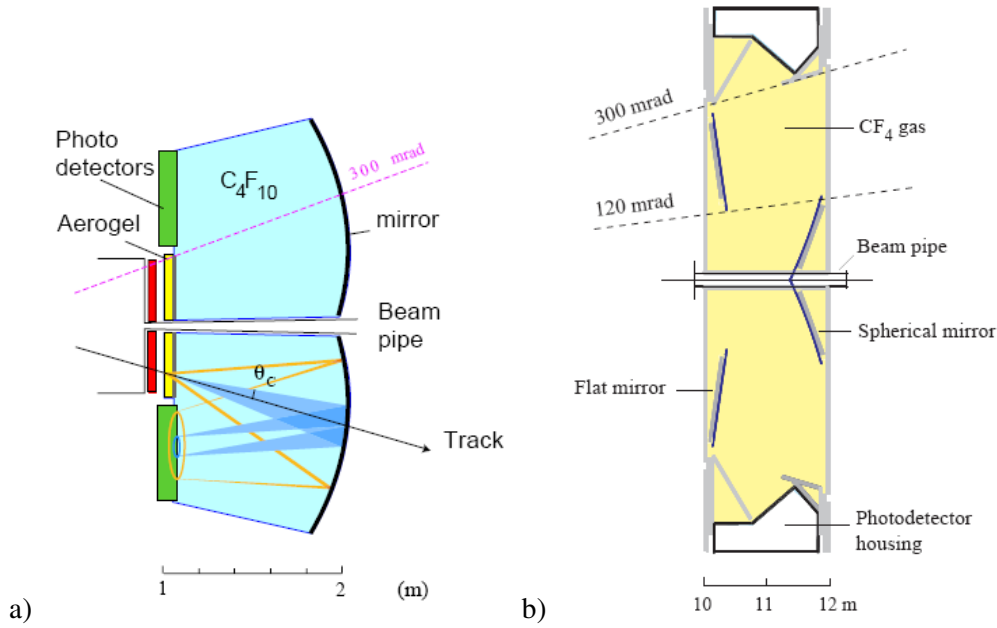 Photo
detectors
C₄F₁₀
300 mrad
Aerogel
mirror
Beam
pipe
θ_C
Track
1
2
(m)
a)
300 mrad
CF₄ gas
120 mrad
Beam pipe
Spherical mirror
Flat mirror
Photodetector
housing
10
11
12 m
b)